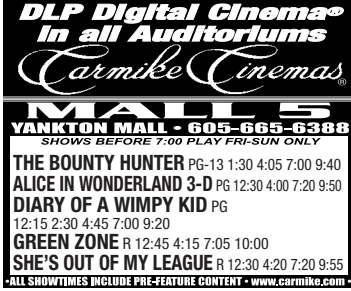 DLP Digital Cinema®
In all Auditoriums
Carmike Cinemas®
MALL 5
YANKTON MALL • 605-665-6388
SHOWS BEFORE 7:00 PLAY FRI-SUN ONLY
THE BOUNTY HUNTER PG-13 1:30 4:05 7:00 9:40
ALICE IN WONDERLAND 3-D PG 12:30 4:00 7:20 9:50
DIARY OF A WIMPY KID PG
12:15 2:30 4:45 7:00 9:20
GREEN ZONE R 12:45 4:15 7:05 10:00
SHE'S OUT OF MY LEAGUE R 12:30 4:20 7:20 9:55
•ALL SHOWTIMES INCLUDE PRE-FEATURE CONTENT • www.carmike.com •